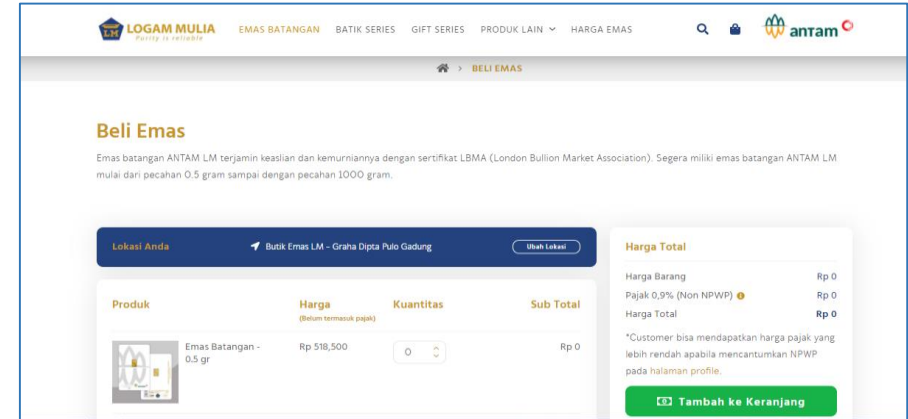 LOGAM MULIA
Purity is reliable
EMAS BATANGAN BATIK SERIES GIFT SERIES PRODUK LAIN HARGA EMAS
antam
> BELI EMAS
Beli Emas
Emas batangan ANTAM LM terjamin keaslian dan kemurniannya dengan sertifikat LBMA (London Bullion Market Association). Segera miliki emas batangan ANTAM LM
mulai dari pecahan 0.5 gram sampai dengan pecahan 1000 gram.
Lokasi Anda Butik Emas LM - Graha Dipta Pulo Gadung Ubah Lokasi
Produk Harga Kuantitas Sub Total
(Belum termasuk pajak)
Emas Batangan - Rp 518,500 0 Rp 0
0.5 gr
Harga Total
Harga Barang Rp 0
Pajak 0,9% (Non NPWP) Rp 0
Harga Total Rp 0
*Customer bisa mendapatkan harga pajak yang
lebih rendah apabila mencantumkan NPWP
pada halaman profile.
Tambah ke Keranjang